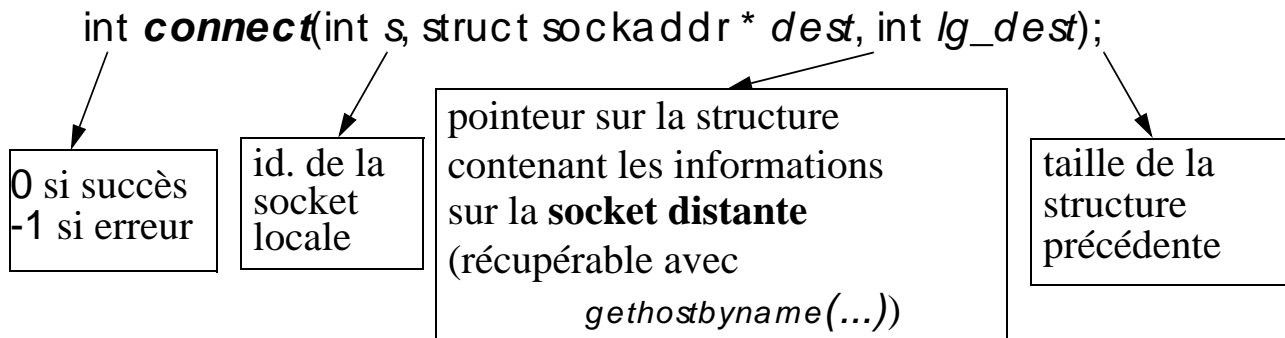 int connect(int s, struct sockaddr * dest, int lg_dest);
0 si succès
-1 si erreur
id. de la
socket
locale
pointeur sur la structure
contenant les informations
sur la socket distante
(récupérable avec
gethostbyname(...))
taille de la
structure
précédente